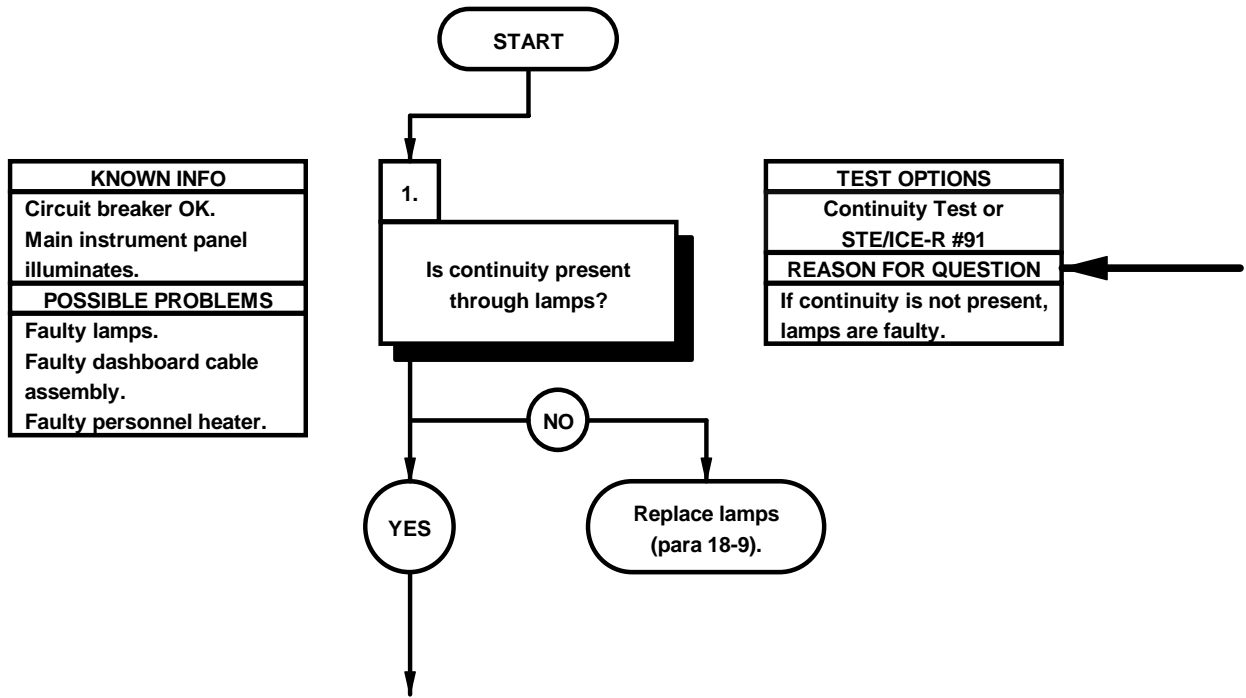 START
KNOWN INFO
Circuit breaker OK.
Main instrument panel
illuminates.
POSSIBLE PROBLEMS
Faulty lamps.
Faulty dashboard cable
assembly.
Faulty personnel heater.
1.
Is continuity present
through lamps?
TEST OPTIONS
Continuity Test or
STE/ICE-R #91
REASON FOR QUESTION
If continuity is not present,
lamps are faulty.
NO
YES
Replace lamps
(para 18-9).